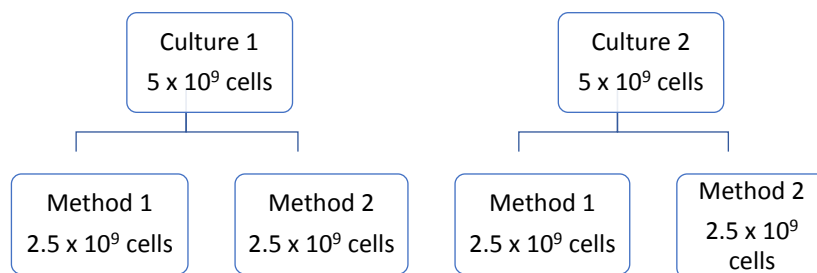 Culture 1
5 x 10⁹ cells
Culture 2
5 x 10⁹ cells
Method 1
2.5 x 10⁹ cells
Method 2
2.5 x 10⁹ cells
Method 1
2.5 x 10⁹ cells
Method 2
2.5 x 10⁹
cells